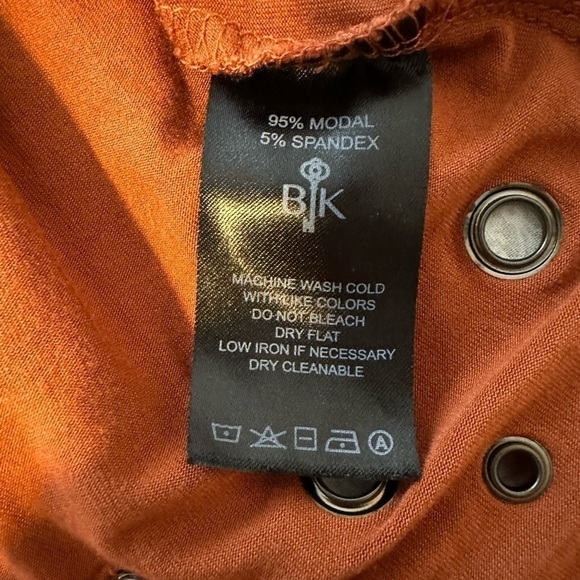 95% MODAL
5% SPANDEX
BK
MACHINE WASH COLD
WITH LIKE COLORS
DO NOT BLEACH
DRY FLAT
LOW IRON IF NECESSARY
DRY CLEANABLE
A